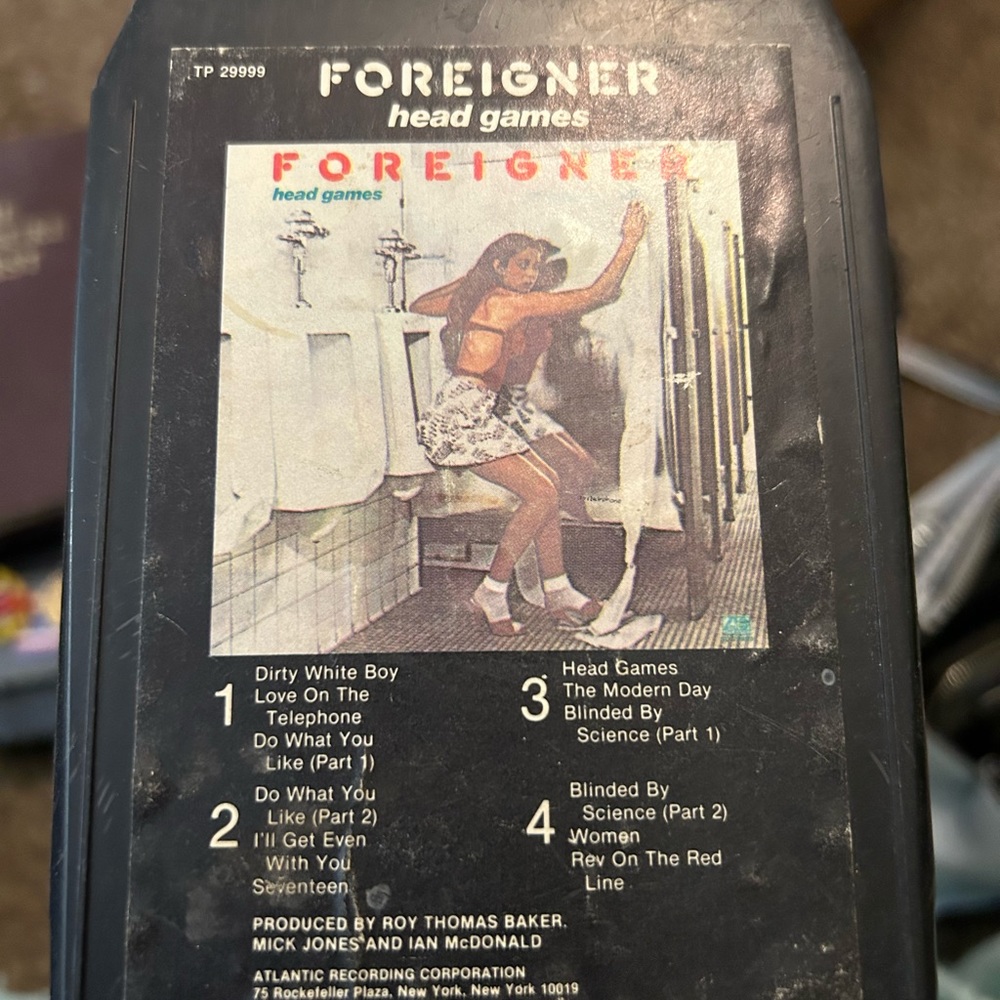 TP 29999
FOREIGNER
head games
FOREIGNER
head games
1
Dirty White Boy
Love On The
Telephone
Do What You
Like (Part 1)
2
Do What You
Like (Part 2)
I'll Get Even
With You
Seventeen
3
Head Games
The Modern Day
Blinded By
Science (Part 1)
4
Blinded By
Science (Part 2)
Women
Rev On The Red
Line
PRODUCED BY ROY THOMAS BAKER.
MICK JONES AND IAN McDONALD
ATLANTIC RECORDING CORPORATION
75 Rockefeller Plaza, New York, New York 10019